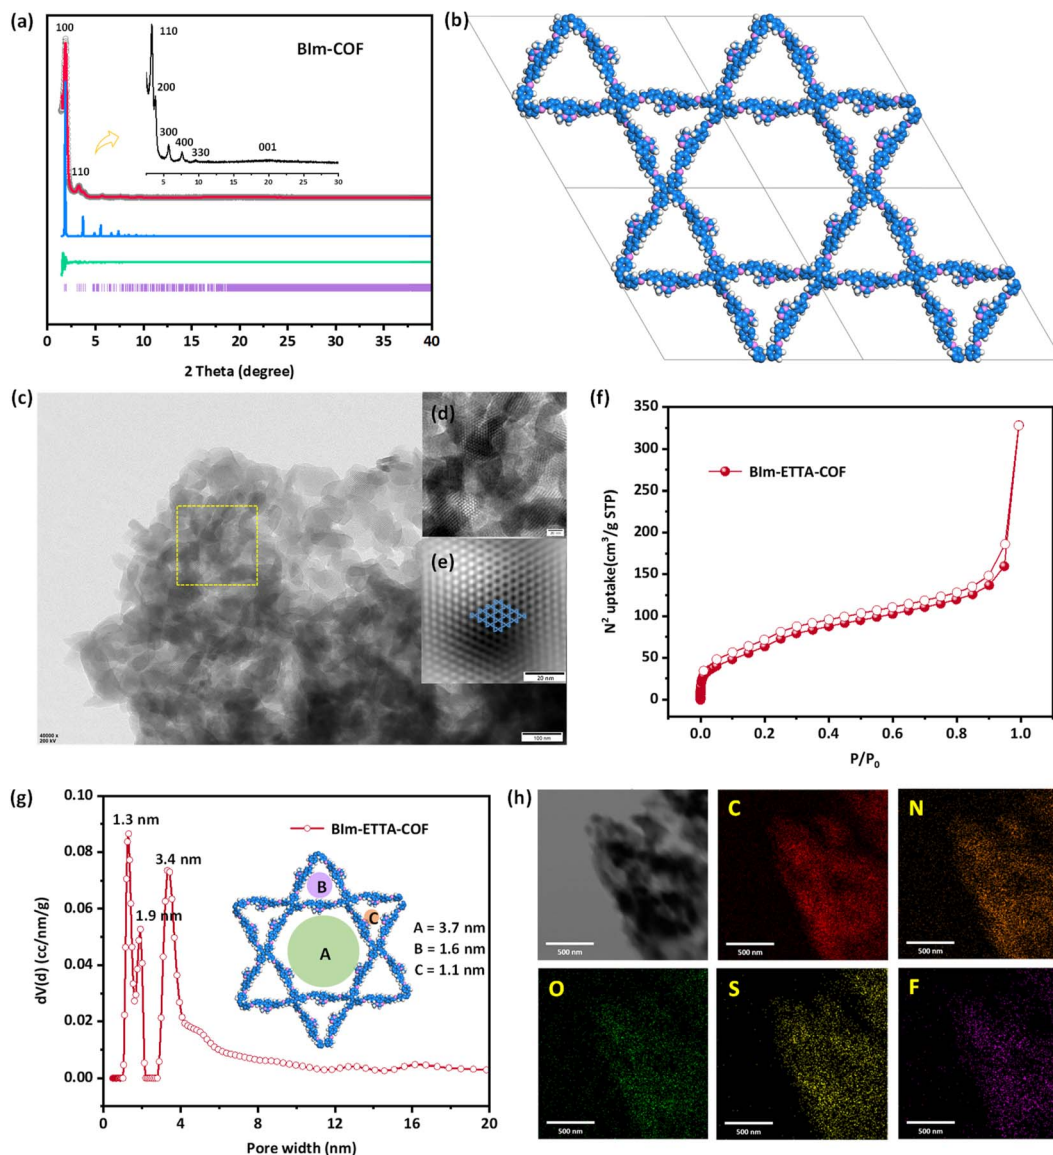 (a)
100
BIm-COF
110
200
300
400
330
001
5 10 15 20 25 30
110
0 5 10 15 20 25 30 35 40
2 Theta (degree)
(b)
(c)
40000 x
200 kV
100 nm
(d)
(e)
20 nm
(f)
350
300
250
200
150
100
50
0
N² uptake(cm³/g STP)
BIm-ETTA-COF
0.0 0.2 0.4 0.6 0.8 1.0
P/P₀
(g)
0.10
0.08
0.06
0.04
0.02
0.00
dV(d) (cc/nm/g)
1.3 nm
1.9 nm
3.4 nm
BIm-ETTA-COF
B
C
A
A = 3.7 nm
B = 1.6 nm
C = 1.1 nm
0 4 8 12 16 20
Pore width (nm)
(h)
500 nm
C
500 nm
N
500 nm
O
500 nm
S
500 nm
F
500 nm